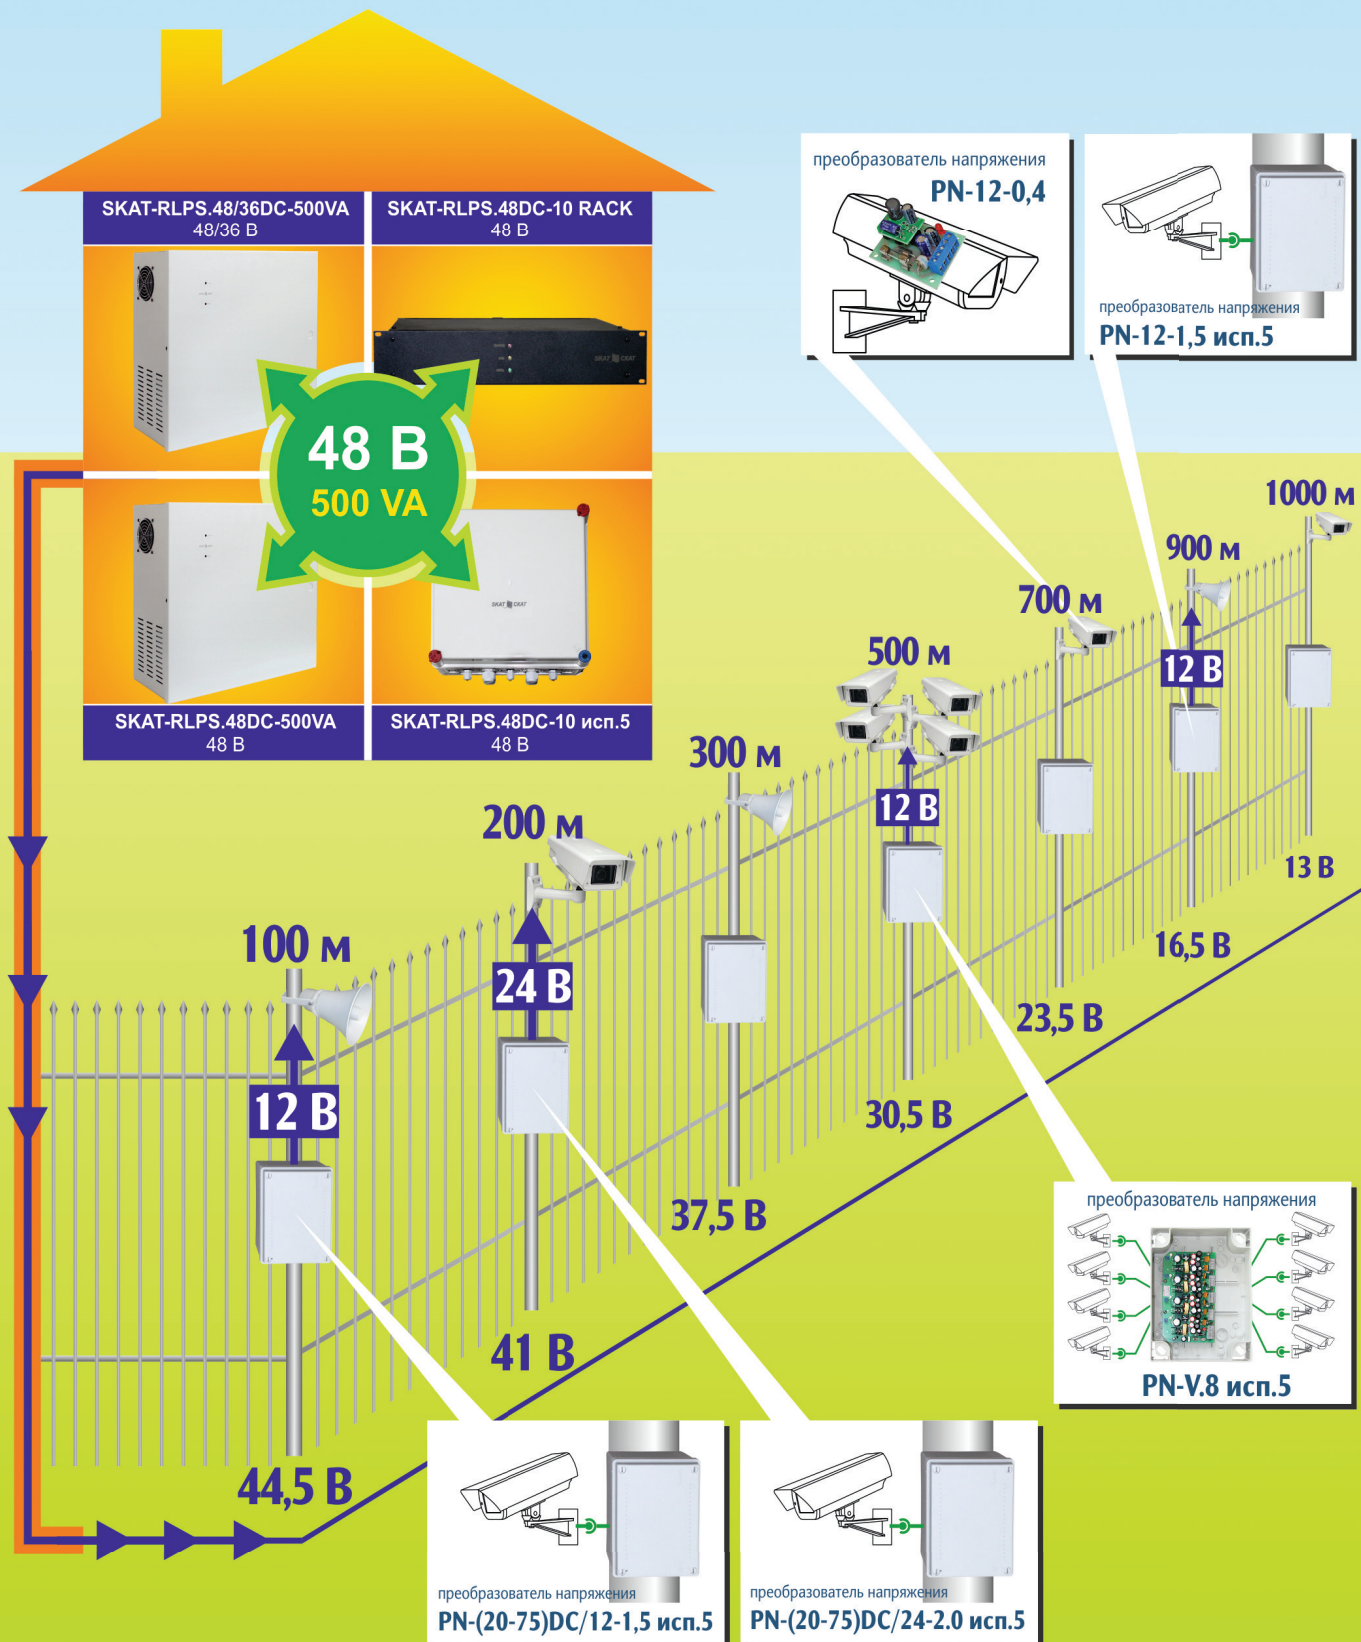 SKAT-RLPS.48/36DC-500VA
48/36 В
SKAT-RLPS.48DC-10 RACK
48 В
SKAT СКАТ
48 В
500 VA
SKAT СКАТ
SKAT-RLPS.48DC-500VA
48 В
SKAT-RLPS.48DC-10 исп.5
48 В
преобразователь напряжения
PN-12-0,4
преобразователь напряжения
PN-12-1,5 исп.5
1000 м
900 м
700 м
500 м
300 м
200 м
100 м
12 В
12 В
24 В
12 В
13 В
16,5 В
23,5 В
30,5 В
37,5 В
41 В
44,5 В
преобразователь напряжения
PN-V.8 исп.5
преобразователь напряжения
PN-(20-75)DC/12-1,5 исп.5
преобразователь напряжения
PN-(20-75)DC/24-2.0 исп.5